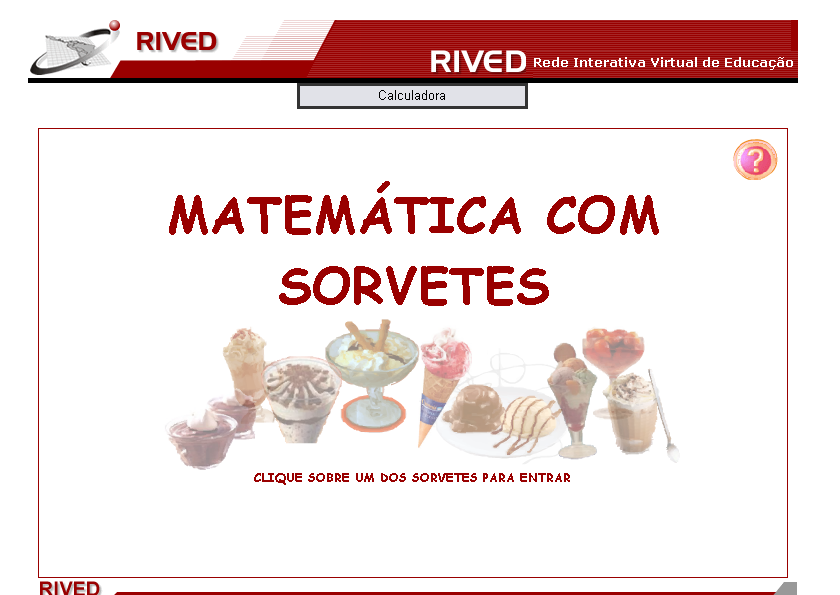 RIVED
RIVED Rede Interativa Virtual de Educação
Calculadora
?
MATEMÁTICA COM
SORVETES
CLIQUE SOBRE UM DOS SORVETES PARA ENTRAR
RIVED